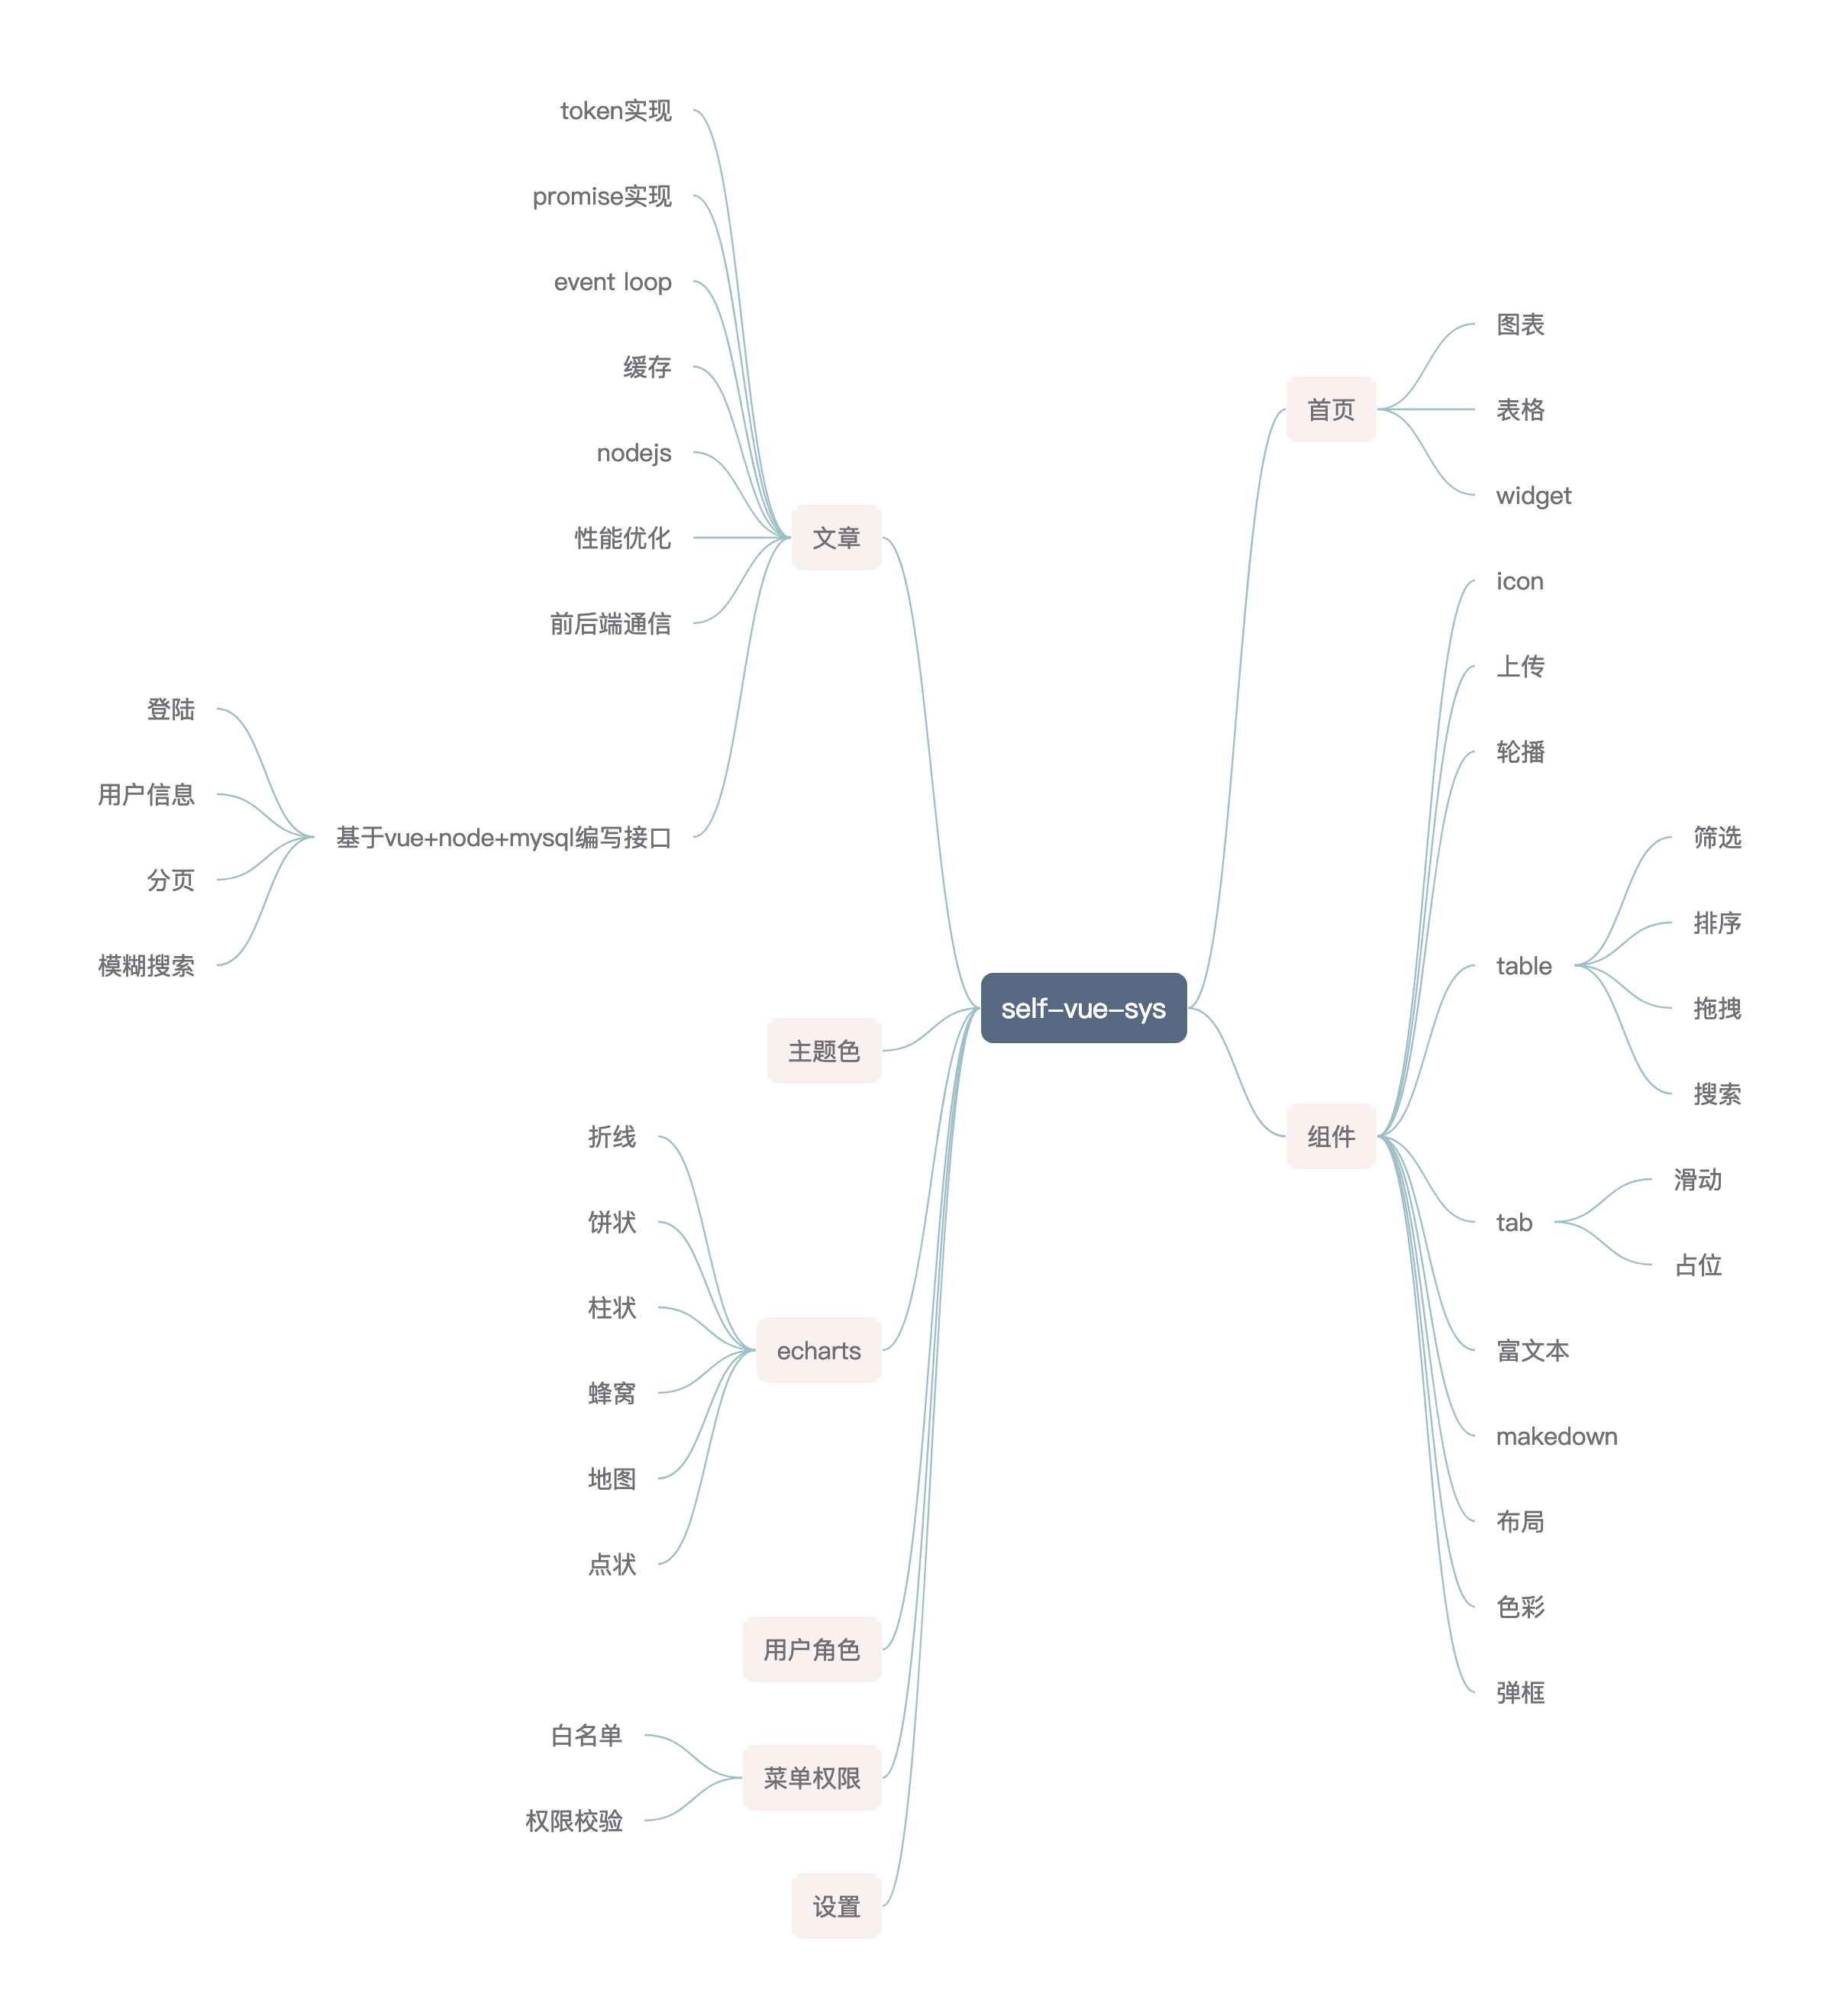 token实现
promise实现
event loop
缓存
nodejs
性能优化
前后端通信
文章
登陆
用户信息
分页
模糊搜索
基于vue+node+mysql编写接口
主题色
折线
饼状
柱状
蜂窝
地图
点状
echarts
用户角色
白名单
权限校验
菜单权限
设置
self-vue-sys
首页
图表
表格
widget
组件
icon
上传
轮播
table
筛选
排序
拖拽
搜索
tab
滑动
占位
富文本
makedown
布局
色彩
弹框